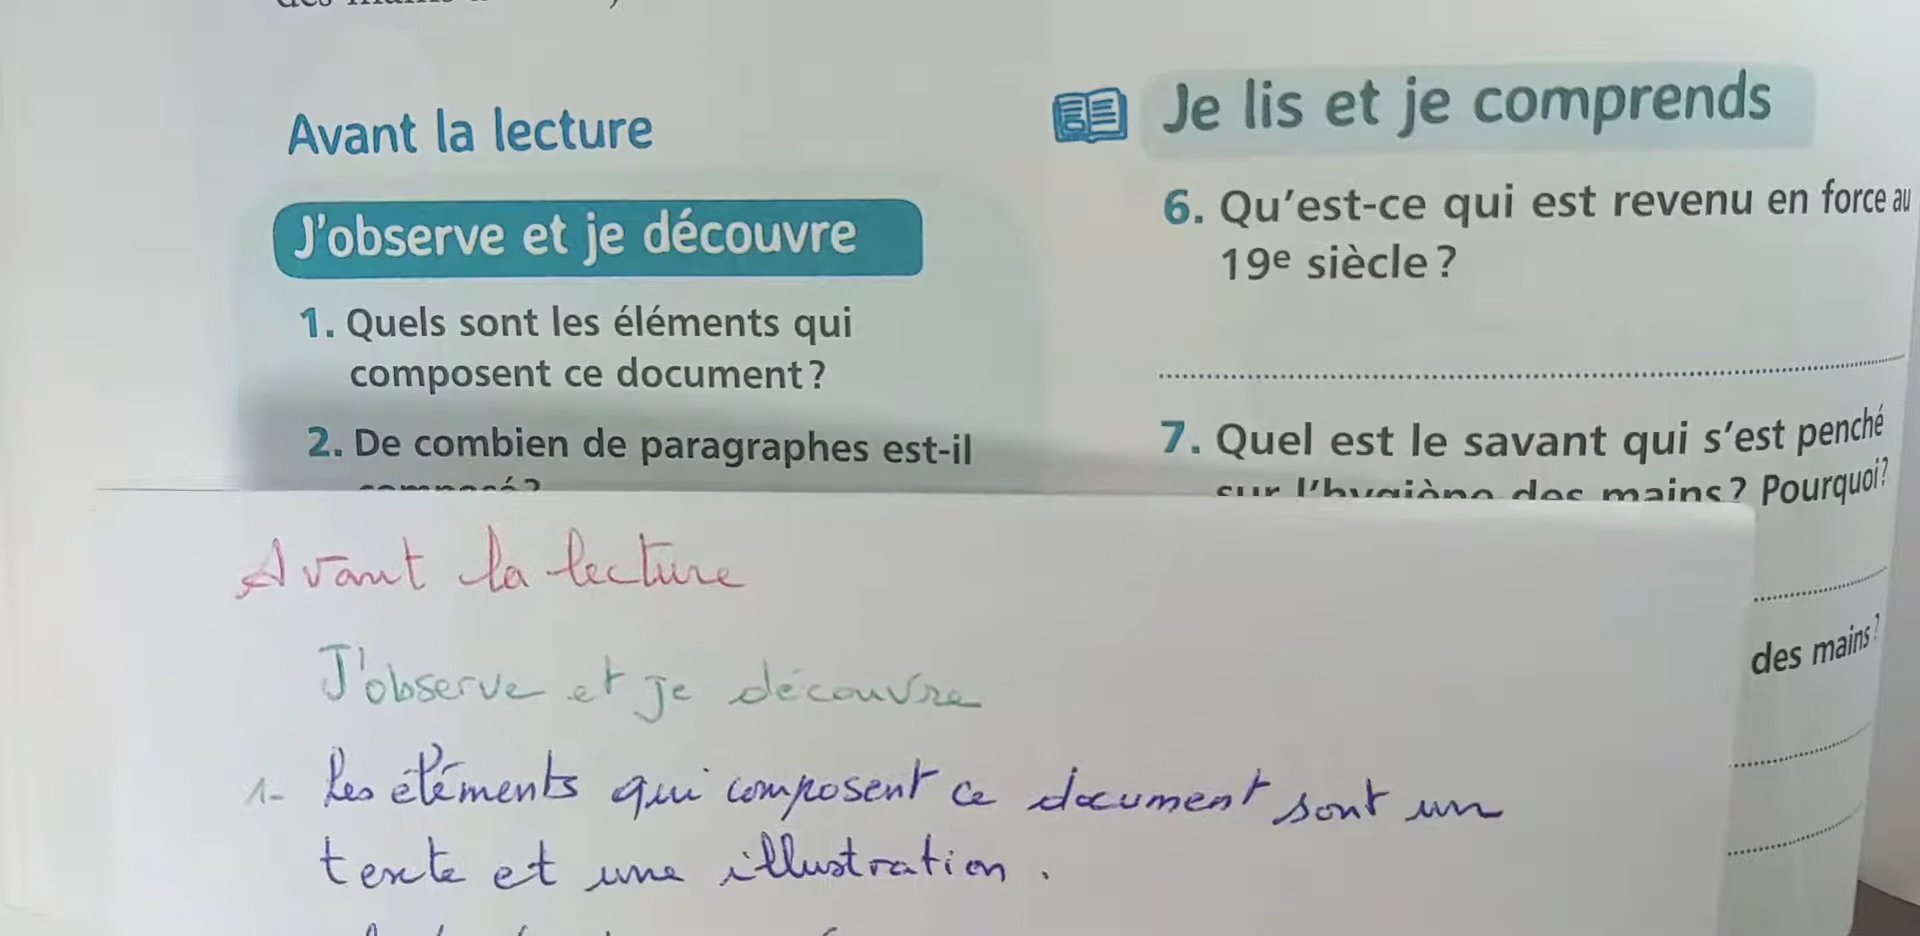 Avant la lecture
J'observe et je découvre
1. Quels sont les éléments qui
composent ce document ?
2. De combien de paragraphes est-il
composé ?
Je lis et je comprends
6. Qu'est-ce qui est revenu en force au
19e siècle ?
7. Quel est le savant qui s'est penché
sur l'hygiène des mains ? Pourquoi ?
des mains ?
Avant la lecture
J'observe et je découvre
1- Les éléments qui composent ce document sont un
texte et une illustration .